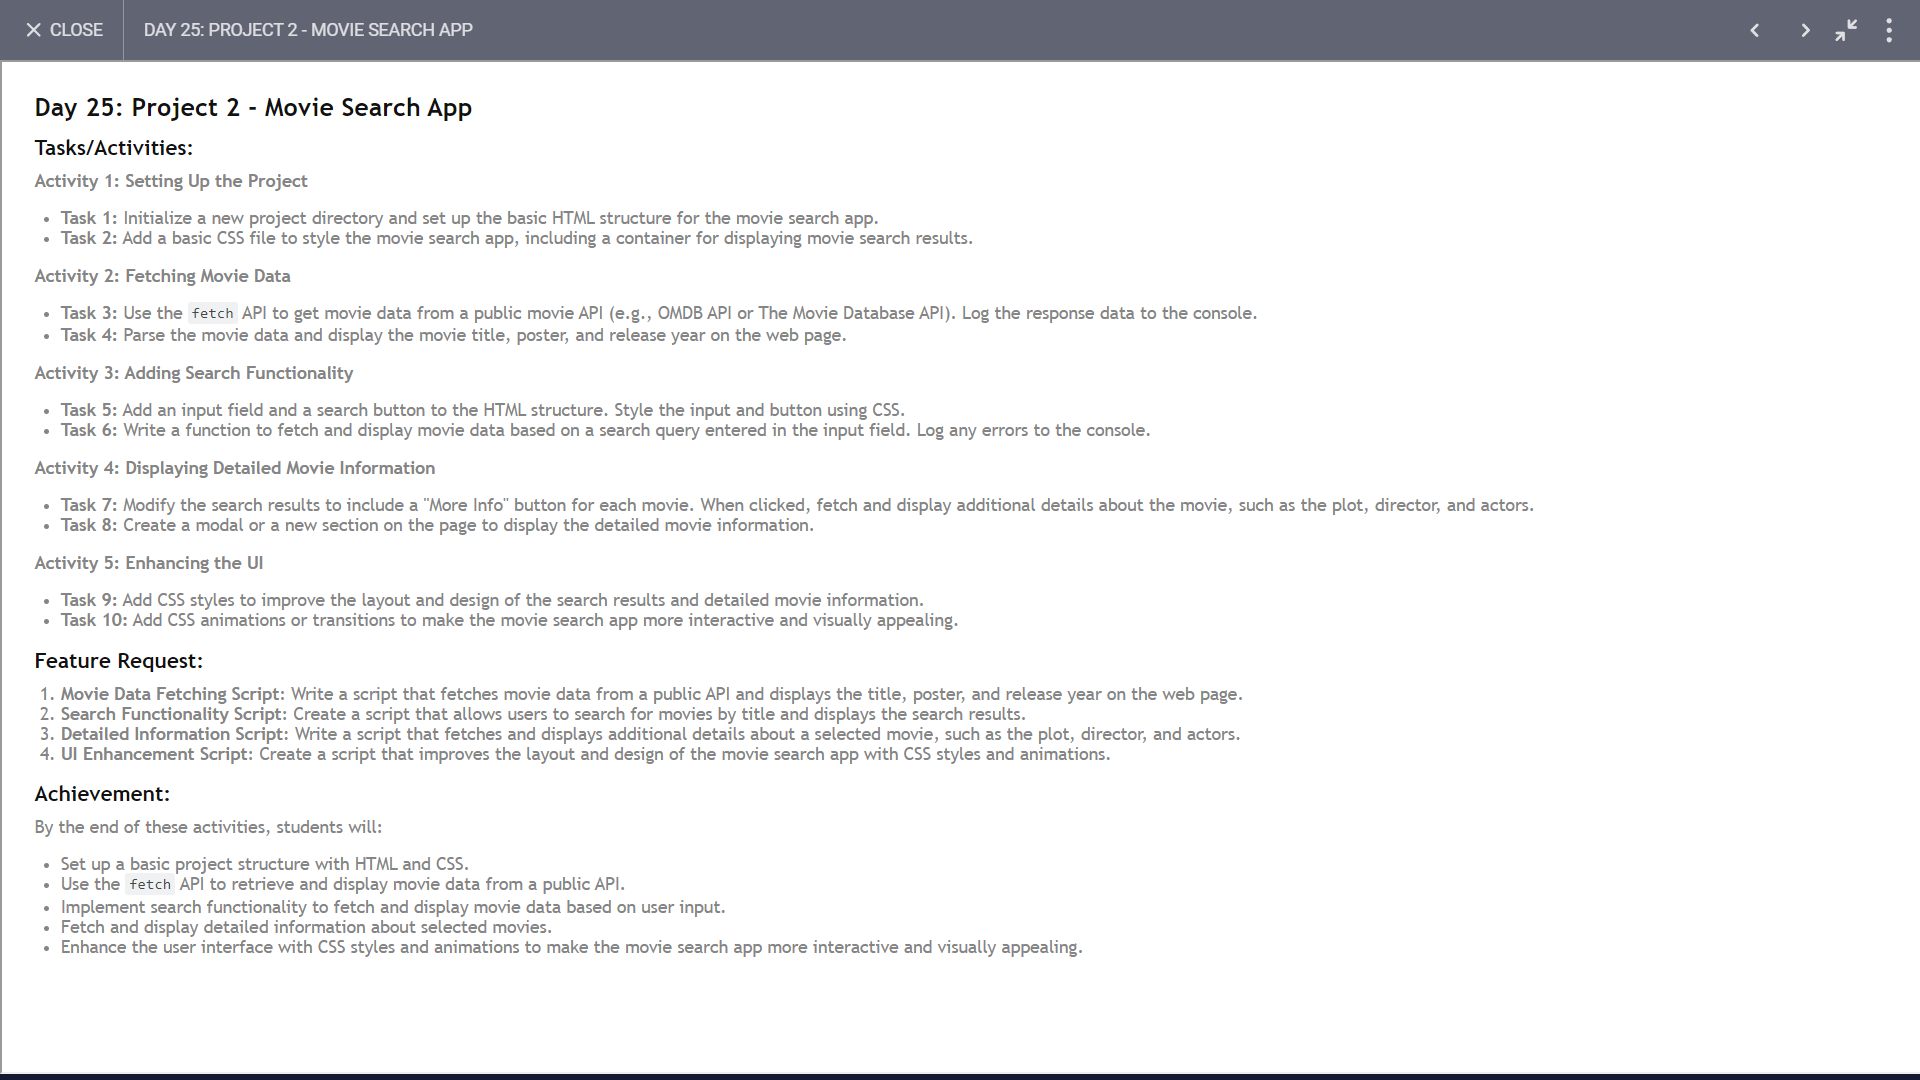 CLOSE
DAY 25: PROJECT 2 - MOVIE SEARCH APP
Day 25: Project 2 - Movie Search App
Tasks/Activities:
Activity 1: Setting Up the Project
• Task 1: Initialize a new project directory and set up the basic HTML structure for the movie search app.
• Task 2: Add a basic CSS file to style the movie search app, including a container for displaying movie search results.
Activity 2: Fetching Movie Data
• Task 3: Use the fetch API to get movie data from a public movie API (e.g., OMDB API or The Movie Database API). Log the response data to the console.
• Task 4: Parse the movie data and display the movie title, poster, and release year on the web page.
Activity 3: Adding Search Functionality
• Task 5: Add an input field and a search button to the HTML structure. Style the input and button using CSS.
• Task 6: Write a function to fetch and display movie data based on a search query entered in the input field. Log any errors to the console.
Activity 4: Displaying Detailed Movie Information
• Task 7: Modify the search results to include a "More Info" button for each movie. When clicked, fetch and display additional details about the movie, such as the plot, director, and actors.
• Task 8: Create a modal or a new section on the page to display the detailed movie information.
Activity 5: Enhancing the UI
• Task 9: Add CSS styles to improve the layout and design of the search results and detailed movie information.
• Task 10: Add CSS animations or transitions to make the movie search app more interactive and visually appealing.
Feature Request:
1. Movie Data Fetching Script: Write a script that fetches movie data from a public API and displays the title, poster, and release year on the web page.
2. Search Functionality Script: Create a script that allows users to search for movies by title and displays the search results.
3. Detailed Information Script: Write a script that fetches and displays additional details about a selected movie, such as the plot, director, and actors.
4. UI Enhancement Script: Create a script that improves the layout and design of the movie search app with CSS styles and animations.
Achievement:
By the end of these activities, students will:
• Set up a basic project structure with HTML and CSS.
• Use the fetch API to retrieve and display movie data from a public API.
• Implement search functionality to fetch and display movie data based on user input.
• Fetch and display detailed information about selected movies.
• Enhance the user interface with CSS styles and animations to make the movie search app more interactive and visually appealing.